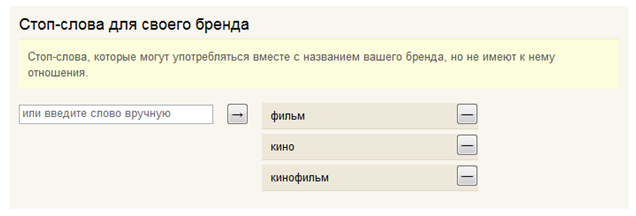 Стоп-слова для своего бренда
Стоп-слова, которые могут употребляться вместе с названием вашего бренда, но не имеют к нему
отношения.
или введите слово вручную →
фильм —
кино —
кинофильм —